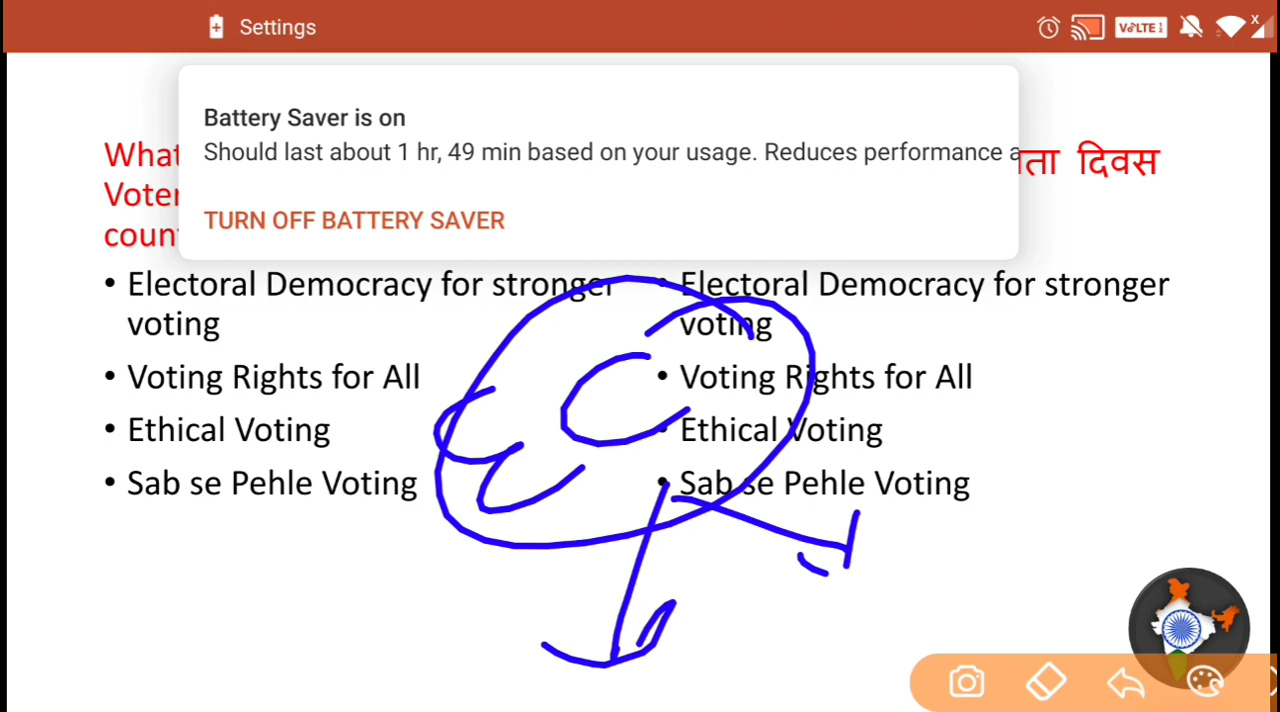 Settings
VoLTE 1
Battery Saver is on
Should last about 1 hr, 49 min based on your usage. Reduces performance a
TURN OFF BATTERY SAVER
What
दिवस
Voter
coun
• Electoral Democracy for stronger
voting
• Voting Rights for All
• Ethical Voting
• Sab se Pehle Voting
• Electoral Democracy for stronger
voting
• Voting Rights for All
• Ethical Voting
• Sab se Pehle Voting